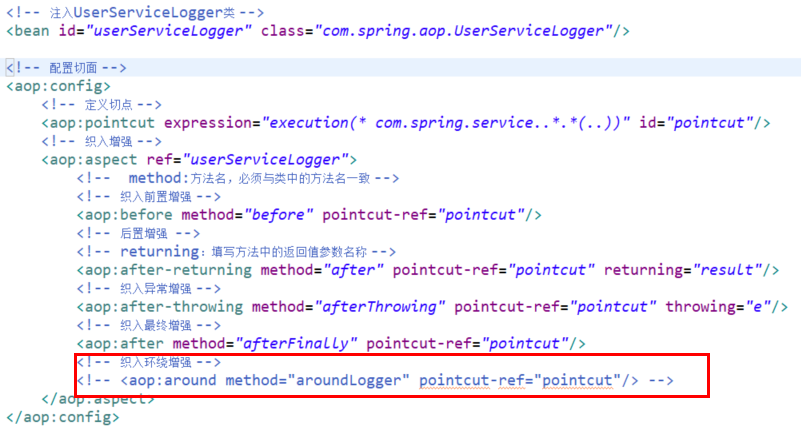 <!-- 注入UserServiceLogger类 -->
<bean id="userServiceLogger" class="com.spring.aop.UserServiceLogger"/>
<!-- 配置切面 -->
<aop:config>
<!-- 定义切点 -->
<aop:pointcut expression="execution(* com.spring.service..*.*(..))" id="pointcut"/>
<!-- 织入增强 -->
<aop:aspect ref="userServiceLogger">
<!-- method:方法名，必须与类中的方法名一致 -->
<!-- 织入前置增强 -->
<aop:before method="before" pointcut-ref="pointcut"/>
<!-- 后置增强 -->
<!-- returning：填写方法中的返回值参数名称 -->
<aop:after-returning method="after" pointcut-ref="pointcut" returning="result"/>
<!-- 织入异常增强 -->
<aop:after-throwing method="afterThrowing" pointcut-ref="pointcut" throwing="e"/>
<!-- 织入最终增强 -->
<aop:after method="afterFinally" pointcut-ref="pointcut"/>
<!-- 织入环绕增强 -->
<!-- <aop:around method="aroundLogger" pointcut-ref="pointcut"/> -->
</aop:aspect>
</aop:config>